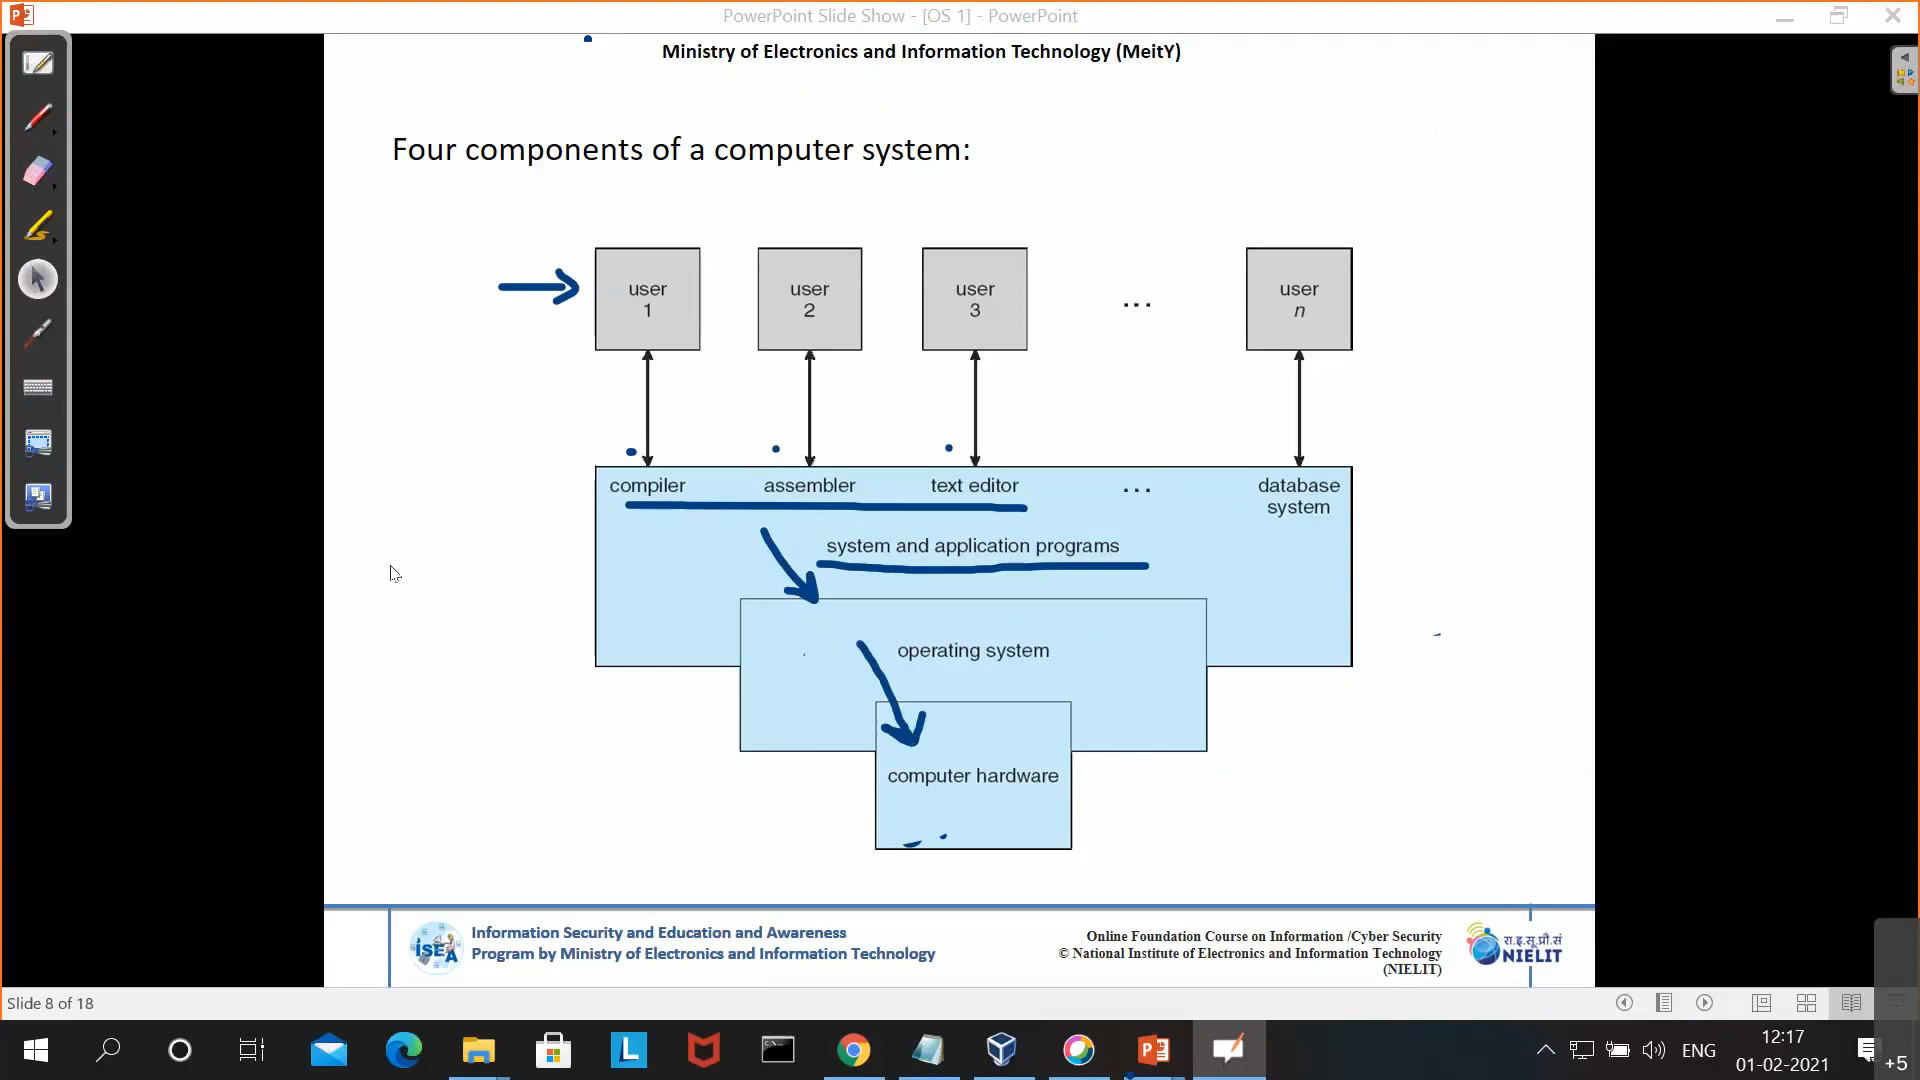 PowerPoint Slide Show - [OS 1] - PowerPoint
Ministry of Electronics and Information Technology (MeitY)
Four components of a computer system:
user
1
user
2
user
3
...
user
n
compiler
assembler
text editor
...
database
system
system and application programs
operating system
computer hardware
ISEA
Information Security and Education and Awareness
Program by Ministry of Electronics and Information Technology
Online Foundation Course on Information /Cyber Security
© National Institute of Electronics and Information Technology
(NIELIT)
रा.इ.सू.प्रौ.सं
NIELIT
Slide 8 of 18
ENG
12:17
01-02-2021
+5